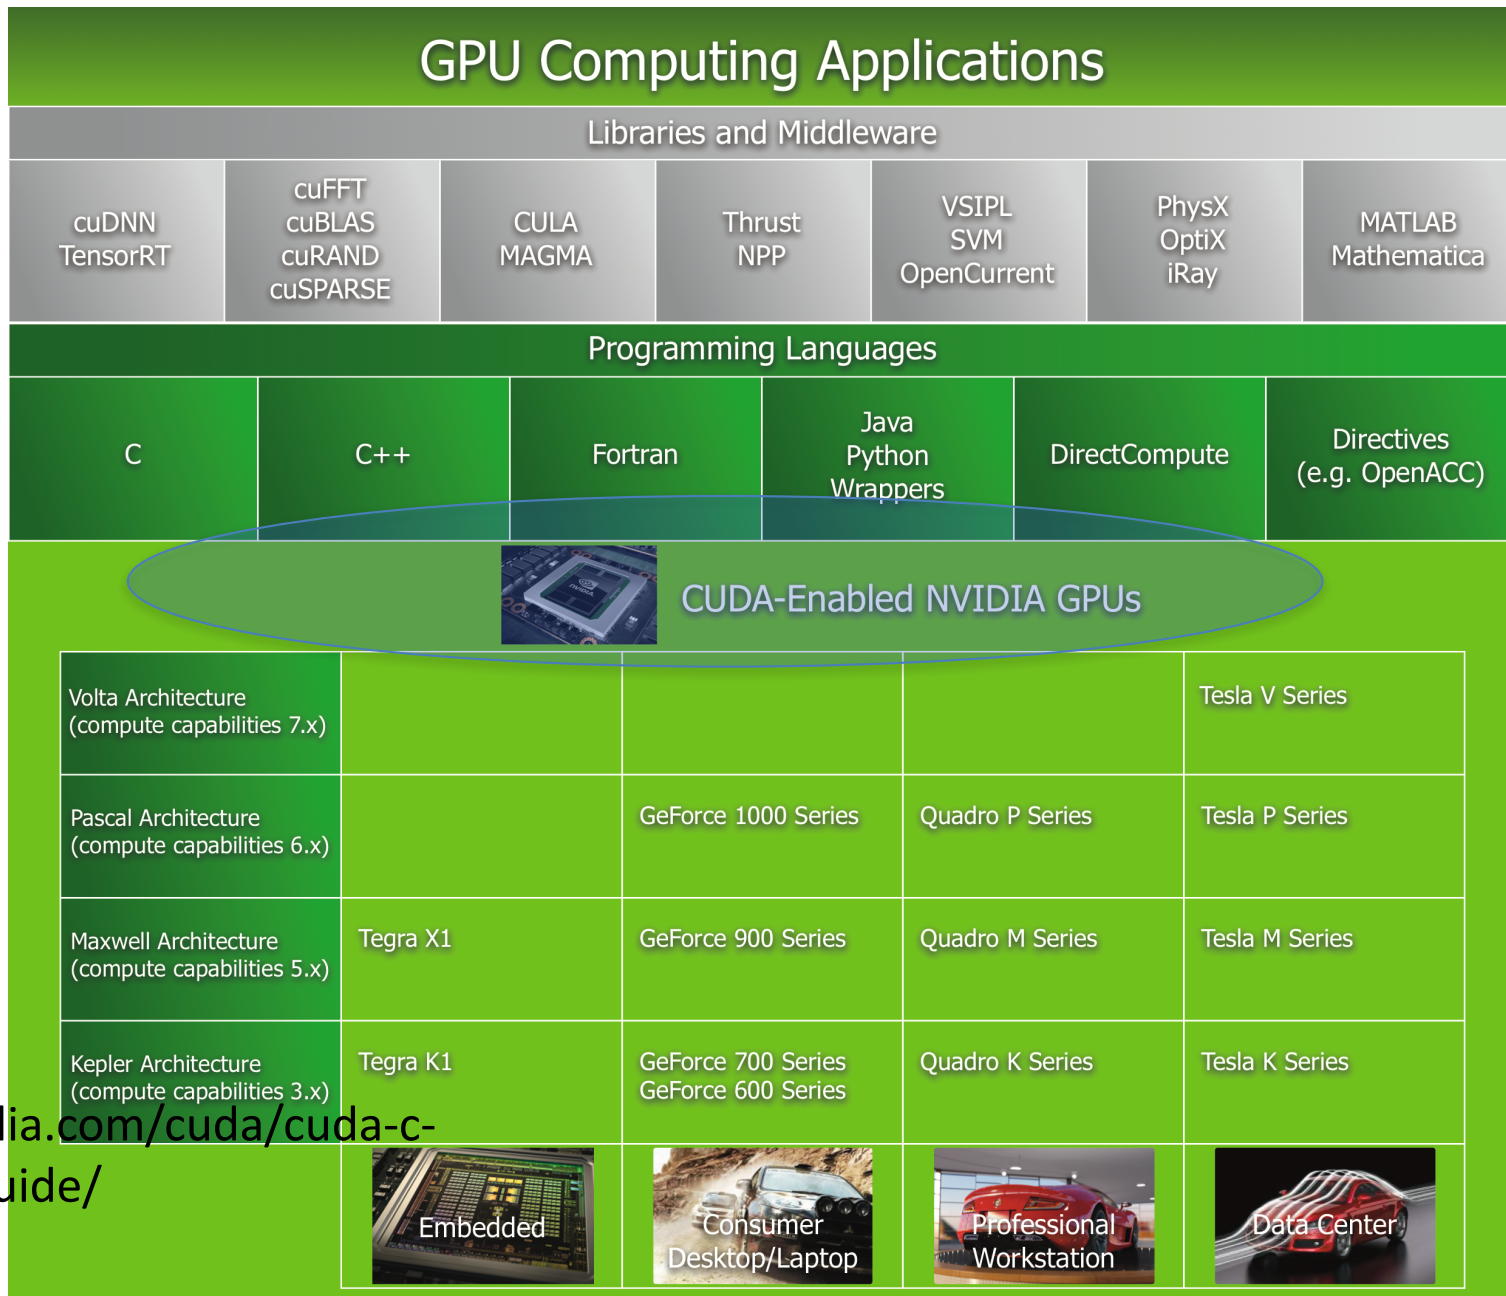 GPU Computing Applications
Libraries and Middleware
cuDNN
TensorRT
cuFFT
cuBLAS
cuRAND
cuSPARSE
CULA
MAGMA
Thrust
NPP
VSIPL
SVM
OpenCurrent
PhysX
OptiX
iRay
MATLAB
Mathematica
Programming Languages
C
C++
Fortran
Java
Python
Wrappers
DirectCompute
Directives
(e.g. OpenACC)
NVIDIA
CUDA-Enabled NVIDIA GPUs
Volta Architecture
(compute capabilities 7.x)
Tesla V Series
Pascal Architecture
(compute capabilities 6.x)
GeForce 1000 Series
Quadro P Series
Tesla P Series
Maxwell Architecture
(compute capabilities 5.x)
Tegra X1
GeForce 900 Series
Quadro M Series
Tesla M Series
Kepler Architecture
(compute capabilities 3.x)
Tegra K1
GeForce 700 Series
GeForce 600 Series
Quadro K Series
Tesla K Series
dia.com/cuda/cuda-c-
uide/
Embedded
Consumer
Desktop/Laptop
Professional
Workstation
Data Center